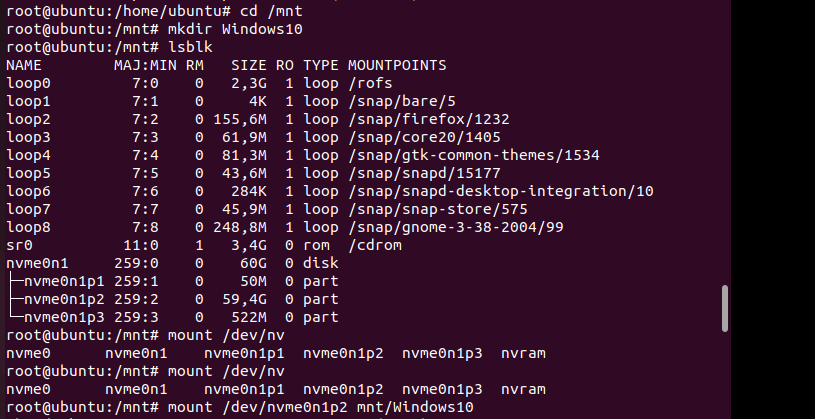 root@ubuntu:/home/ubuntu# cd /mnt
root@ubuntu:/mnt# mkdir Windows10
root@ubuntu:/mnt# lsblk
NAME        MAJ:MIN RM   SIZE RO TYPE MOUNTPOINTS
loop0         7:0    0   2,3G  1 loop /rofs
loop1         7:1    0     4K  1 loop /snap/bare/5
loop2         7:2    0 155,6M  1 loop /snap/firefox/1232
loop3         7:3    0  61,9M  1 loop /snap/core20/1405
loop4         7:4    0  81,3M  1 loop /snap/gtk-common-themes/1534
loop5         7:5    0  43,6M  1 loop /snap/snapd/15177
loop6         7:6    0   284K  1 loop /snap/snapd-desktop-integration/10
loop7         7:7    0  45,9M  1 loop /snap/snap-store/575
loop8         7:8    0 248,8M  1 loop /snap/gnome-3-38-2004/99
sr0          11:0    1   3,4G  0 rom  /cdrom
nvme0n1     259:0    0    60G  0 disk
├─nvme0n1p1 259:1    0    50M  0 part
├─nvme0n1p2 259:2    0  59,4G  0 part
└─nvme0n1p3 259:3    0   522M  0 part
root@ubuntu:/mnt# mount /dev/nv
nvme0      nvme0n1    nvme0n1p1  nvme0n1p2  nvme0n1p3  nvram
root@ubuntu:/mnt# mount /dev/nv
nvme0      nvme0n1    nvme0n1p1  nvme0n1p2  nvme0n1p3  nvram
root@ubuntu:/mnt# mount /dev/nvme0n1p2 mnt/Windows10